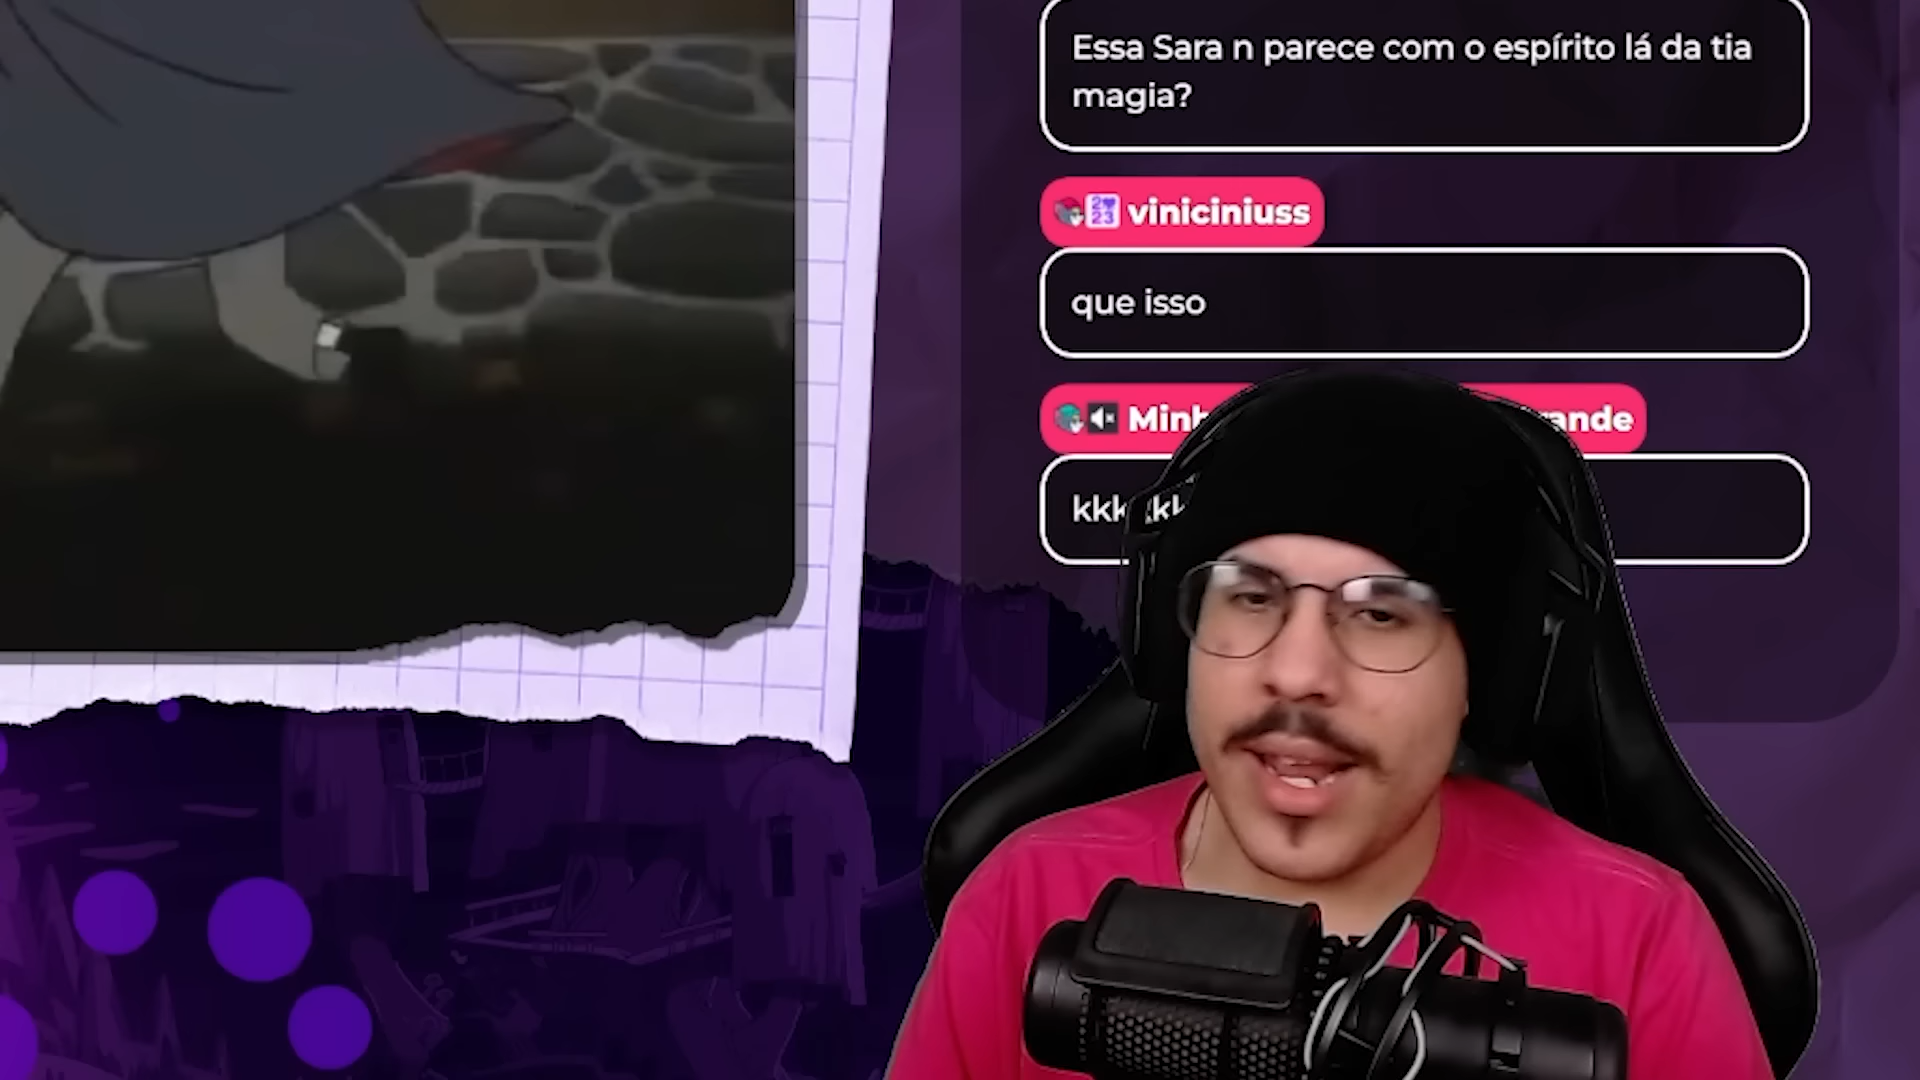 Essa Sara n parece com o espírito lá da tia
magia?
viniciniuss
que isso